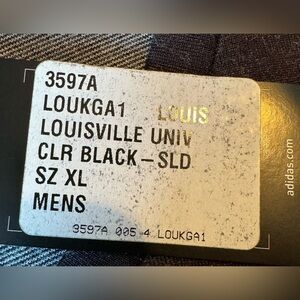 3597A
LOUKGA1 LOUIS
LOUISVILLE UNIV
CLR BLACK-SLD
SZ XL
MENS
3597A 005 4 LOUKGA1
adidas.com/